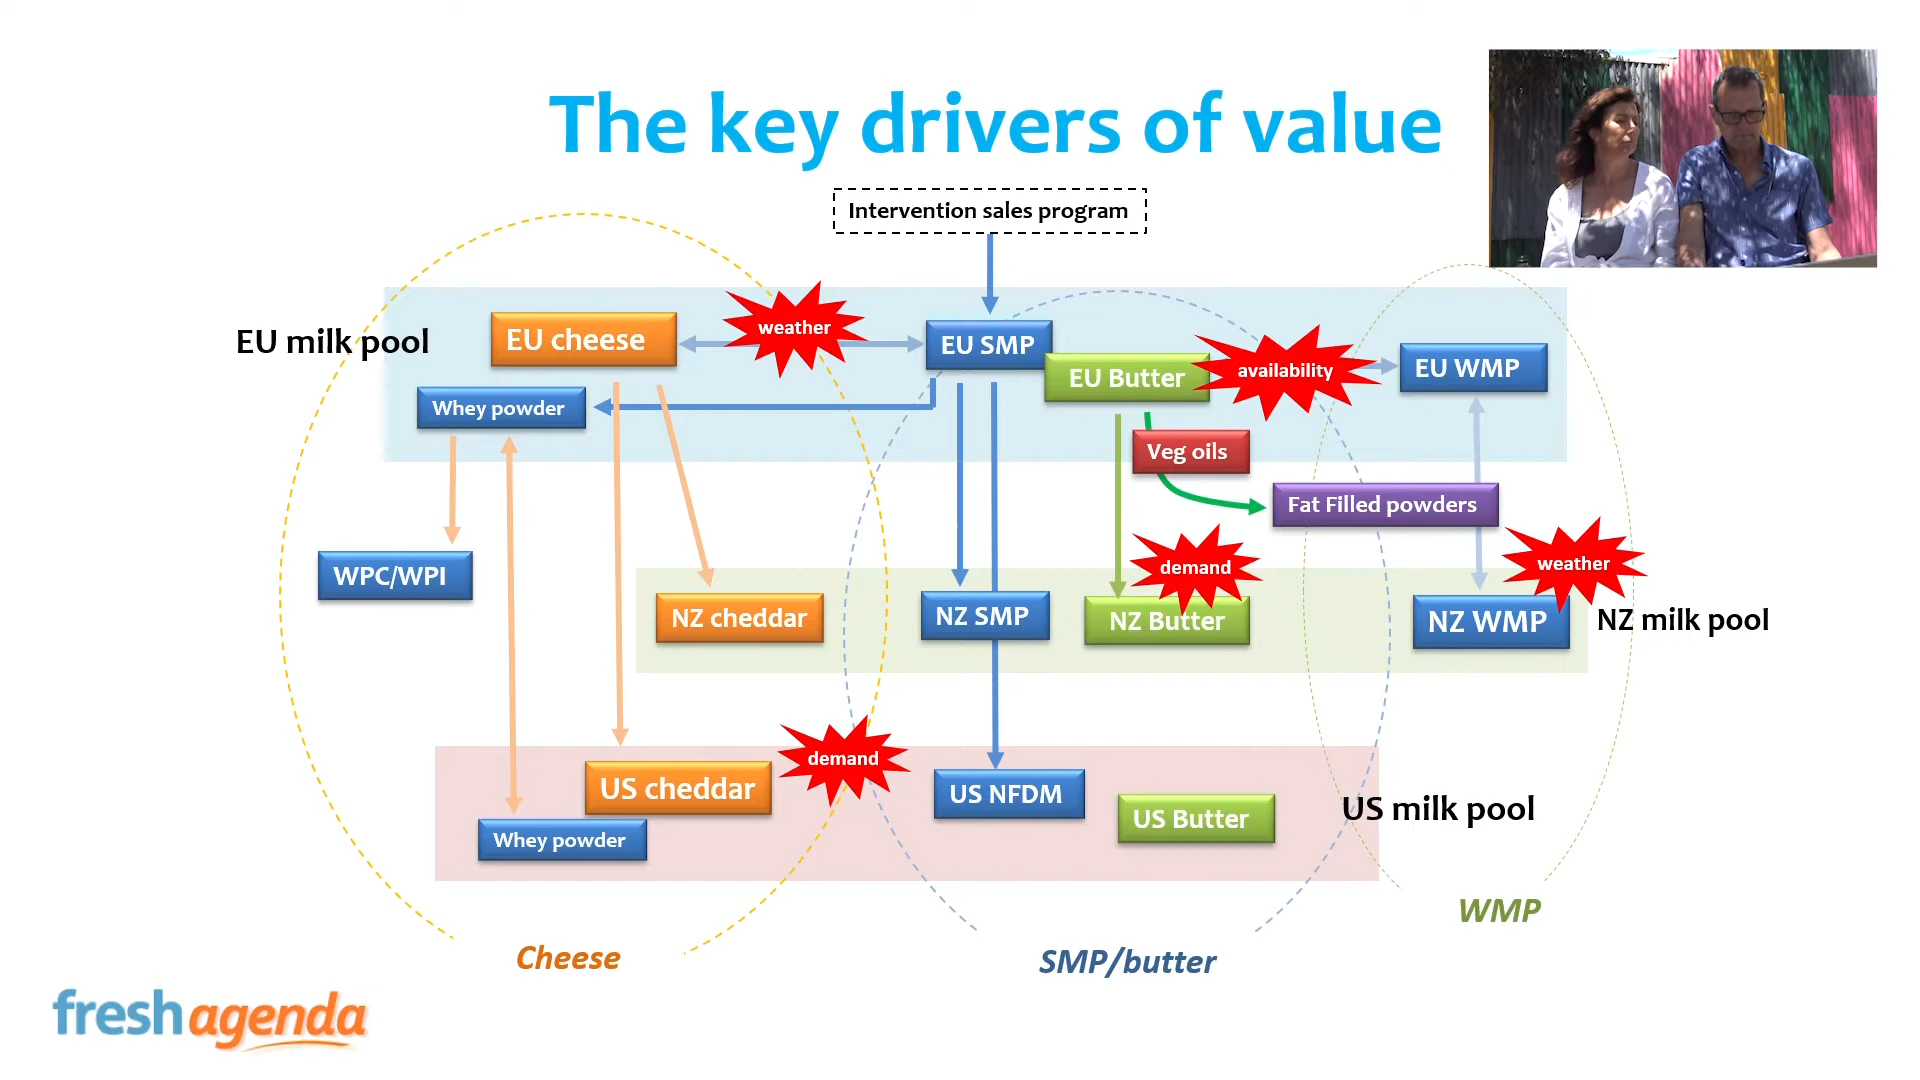 The key drivers of value
Intervention sales program
EU milk pool
EU cheese
weather
EU SMP
EU Butter
availability
EU WMP
Whey powder
Veg oils
Fat Filled powders
WPC/WPI
demand
weather
NZ cheddar
NZ SMP
NZ Butter
NZ WMP
NZ milk pool
demand
US cheddar
US NFDM
US Butter
US milk pool
Whey powder
WMP
Cheese
SMP/butter
freshagenda